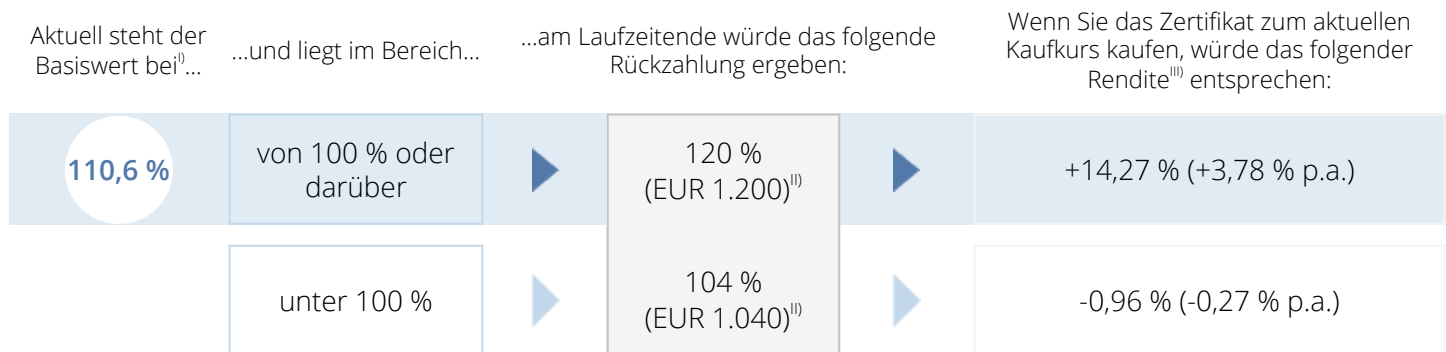 Aktuell steht der
Basiswert bei^I)...
...und liegt im Bereich...
...am Laufzeitende würde das folgende
Rückzahlung ergeben:
Wenn Sie das Zertifikat zum aktuellen
Kaufkurs kaufen, würde das folgender
Rendite^III) entsprechen:
110,6 %
von 100 % oder
darüber
120 %
(EUR 1.200)^II)
+14,27 % (+3,78 % p.a.)
unter 100 %
104 %
(EUR 1.040)^II)
-0,96 % (-0,27 % p.a.)